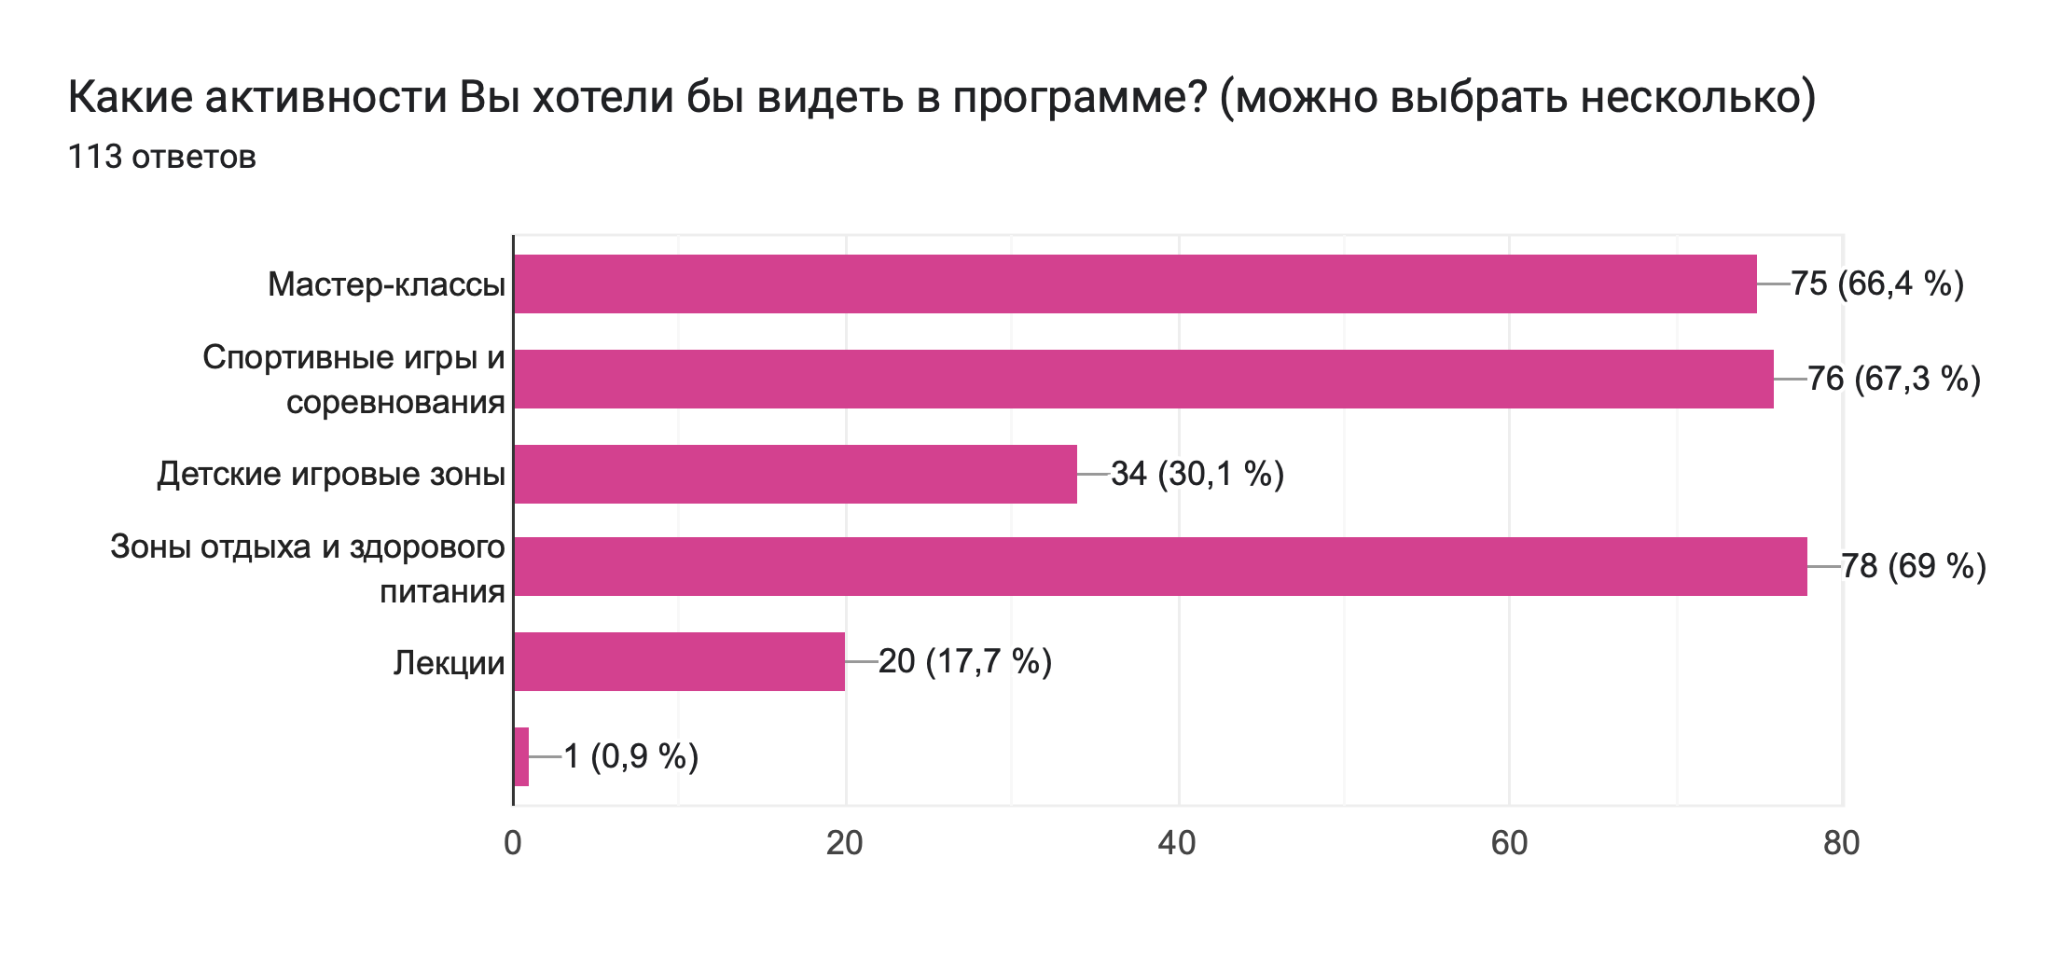 Какие активности Вы хотели бы видеть в программе? (можно выбрать несколько)
113 ответов
Мастер-классы
75 (66,4 %)
Спортивные игры и
соревнования
76 (67,3 %)
Детские игровые зоны
34 (30,1 %)
Зоны отдыха и здорового
питания
78 (69 %)
Лекции
20 (17,7 %)
1 (0,9 %)
0
20
40
60
80